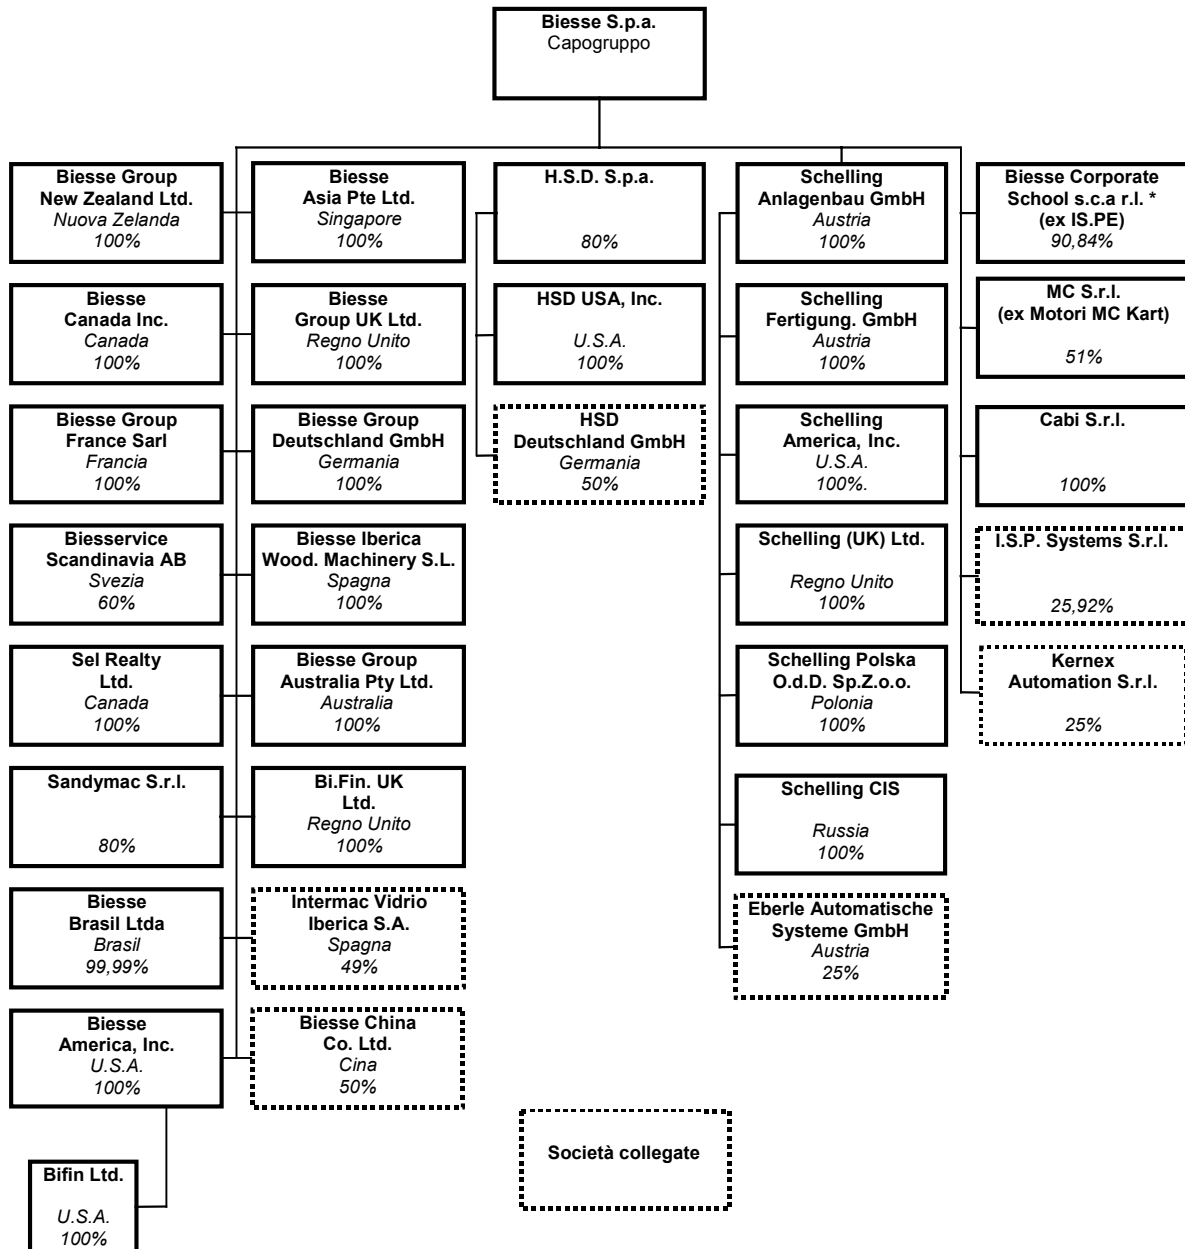 Biesse S.p.a.
Capogruppo
Biesse Group
New Zealand Ltd.
Nuova Zelanda
100%
Biesse
Asia Pte Ltd.
Singapore
100%
H.S.D. S.p.a.
80%
Schelling
Anlagenbau GmbH
Austria
100%
Biesse Corporate
School s.c.a r.l. *
(ex IS.PE)
90,84%
Biesse
Canada Inc.
Canada
100%
Biesse
Group UK Ltd.
Regno Unito
100%
HSD USA, Inc.
U.S.A.
100%
Schelling
Fertigung. GmbH
Austria
100%
MC S.r.l.
(ex Motori MC Kart)
51%
Biesse Group
France Sarl
Francia
100%
Biesse Group
Deutschland GmbH
Germania
100%
HSD
Deutschland GmbH
Germania
50%
Schelling
America, Inc.
U.S.A.
100%.
Cabi S.r.l.
100%
Biesservice
Scandinavia AB
Svezia
60%
Biesse Iberica
Wood. Machinery S.L.
Spagna
100%
Schelling (UK) Ltd.
Regno Unito
100%
I.S.P. Systems S.r.l.
25,92%
Sel Realty
Ltd.
Canada
100%
Biesse Group
Australia Pty Ltd.
Australia
100%
Schelling Polska
O.d.D. Sp.Z.o.o.
Polonia
100%
Kernex
Automation S.r.l.
25%
Sandymac S.r.l.
80%
Bi.Fin. UK
Ltd.
Regno Unito
100%
Schelling CIS
Russia
100%
Biesse
Brasil Ltda
Brasil
99,99%
Intermac Vidrio
Iberica S.A.
Spagna
49%
Eberle Automatische
Systeme GmbH
Austria
25%
Biesse
America, Inc.
U.S.A.
100%
Biesse China
Co. Ltd.
Cina
50%
Società collegate
Bifin Ltd.
U.S.A.
100%